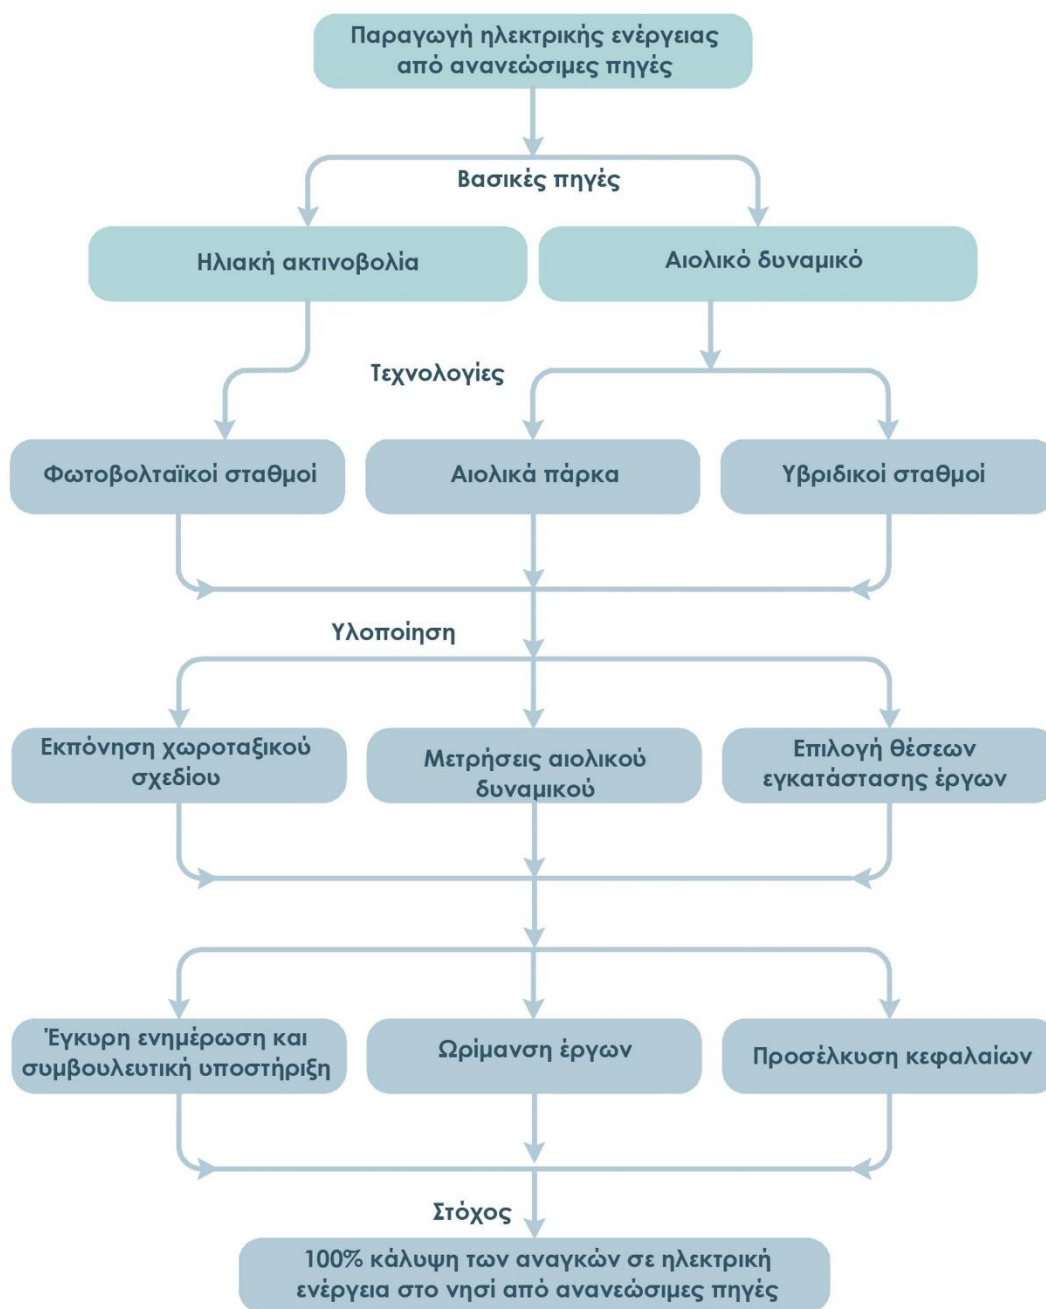 Παραγωγή ηλεκτρικής ενέργειας
από ανανεώσιμες πηγές
Βασικές πηγές
Ηλιακή ακτινοβολία
Αιολικό δυναμικό
Τεχνολογίες
Φωτοβολταϊκοί σταθμοί
Αιολικά πάρκα
Υβριδικοί σταθμοί
Υλοποίηση
Εκπόνηση χωροταξικού
σχεδίου
Μετρήσεις αιολικού
δυναμικού
Επιλογή θέσεων
εγκατάστασης έργων
Έγκυρη ενημέρωση και
συμβουλευτική υποστήριξη
Ωρίμανση έργων
Προσέλκυση κεφαλαίων
Στόχος
100% κάλυψη των αναγκών σε ηλεκτρική
ενέργεια στο νησί από ανανεώσιμες πηγές